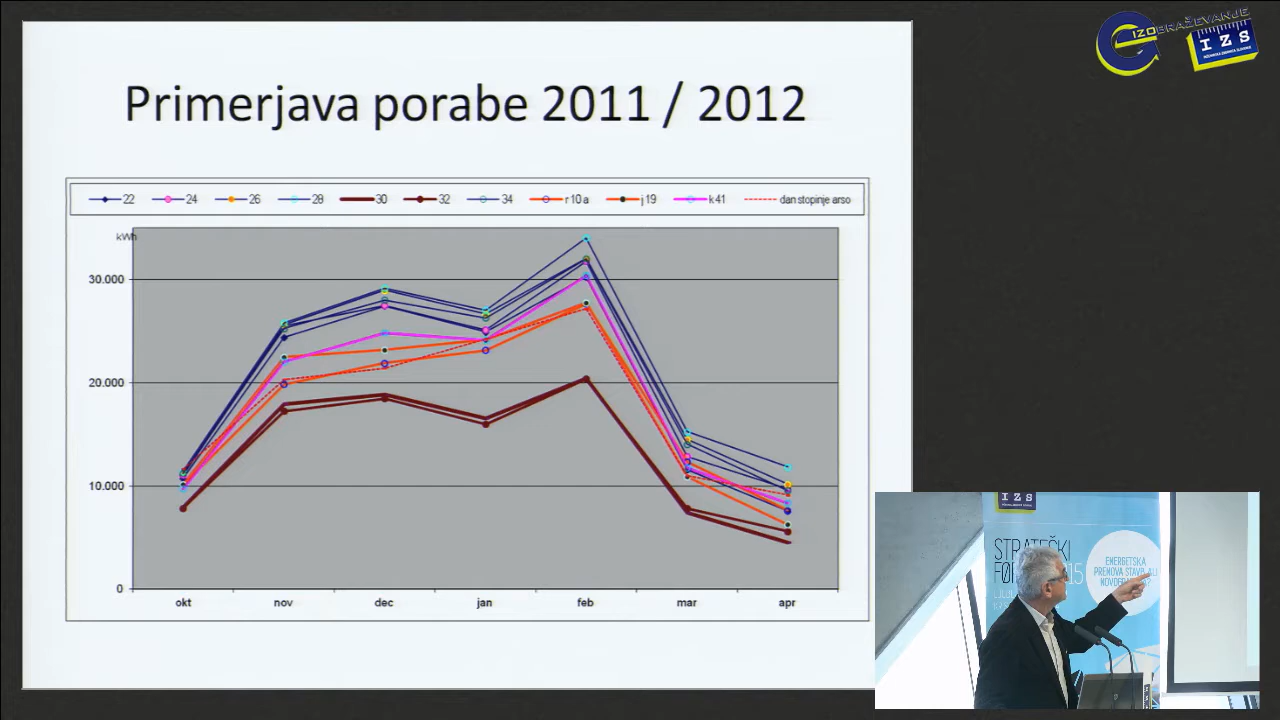 Primerjava porabe 2011 / 2012
22 24 26 28 30 32 34 r 10 a j 19 k 41 dan stopinje arso
kWh
30.000
20.000
10.000
0
okt nov dec jan feb mar apr
IZOBRAŽEVANJE
IZS
IZS
STRATEŠKI
ENERGETSKA
PRENOVA STAVB ALI